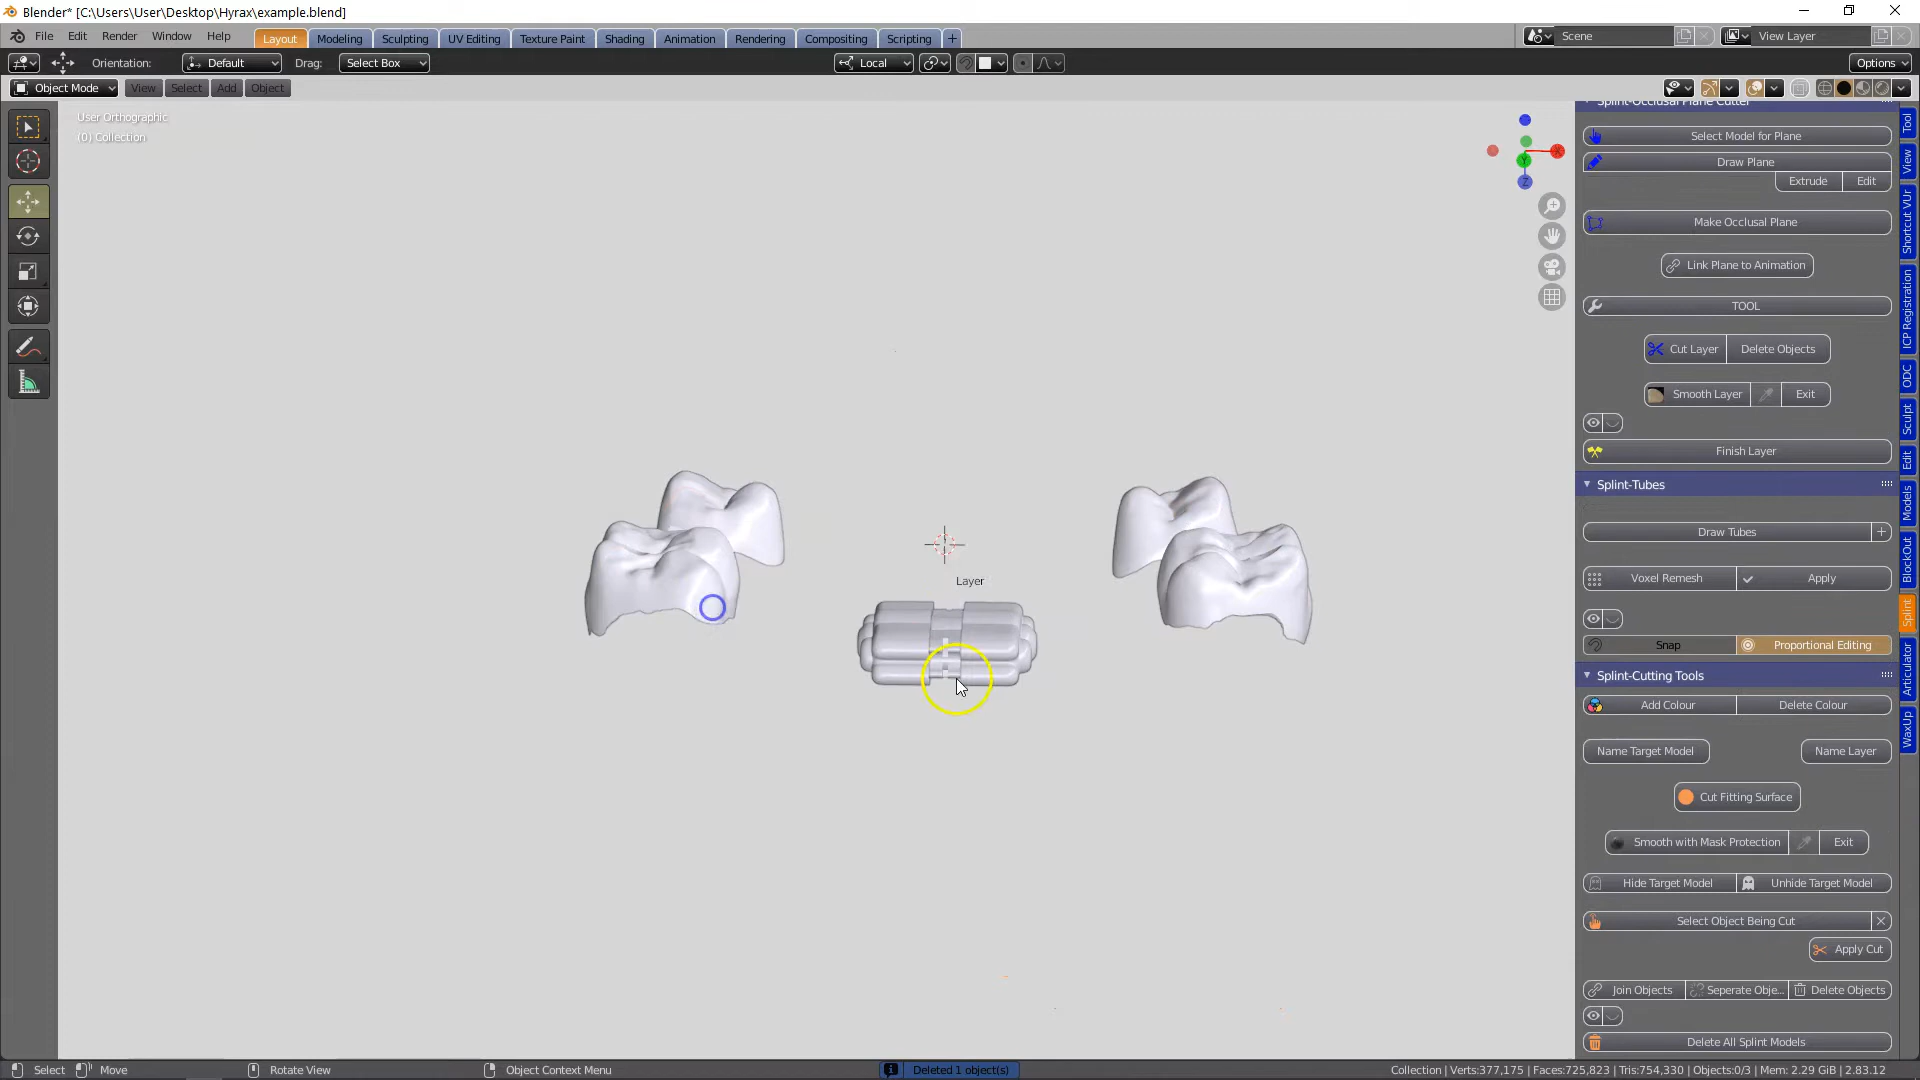 Blender* [C:\Users\User\Desktop\Hyrax\example.blend]
File Edit Render Window Help Layout Modeling Sculpting UV Editing Texture Paint Shading Animation Rendering Compositing Scripting + Scene View Layer
Orientation: Default Drag: Select Box Local Options
Object Mode View Select Add Object
User Orthographic
(0) Collection
X
Y
Z
Layer
Splint-Occlusal Plane Cutter
Select Model for Plane
Draw Plane
Extrude Edit
Make Occlusal Plane
Link Plane to Animation
TOOL
Cut Layer Delete Objects
Smooth Layer Exit
Finish Layer
Splint-Tubes
Draw Tubes +
Voxel Remesh Apply
Snap Proportional Editing
Splint-Cutting Tools
Add Colour Delete Colour
Name Target Model Name Layer
Cut Fitting Surface
Smooth with Mask Protection Exit
Hide Target Model Unhide Target Model
Select Object Being Cut
Apply Cut
Join Objects Seperate Obje... Delete Objects
Delete All Splint Models
Tool
View
Shortcut VUr
ICP Registration
ODC
Sculpt
Edit
Models
BlockOut
Splint
Articulator
WaxUp
Select Move Rotate View Object Context Menu Deleted 1 object(s) Collection | Verts:377,175 | Faces:725,823 | Tris:754,330 | Objects:0/3 | Mem: 2.29 GiB | 2.83.12